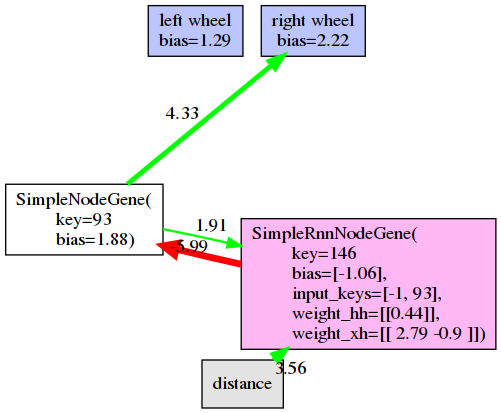 left wheel
bias=1.29
right wheel
bias=2.22
4.33
SimpleNodeGene(
key=93
bias=1.88)
1.91
-5.99
SimpleRnnNodeGene(
key=146
bias=[-1.06],
input_keys=[-1, 93],
weight_hh=[[0.44]],
weight_xh=[[ 2.79 -0.9 ]])
3.56
distance